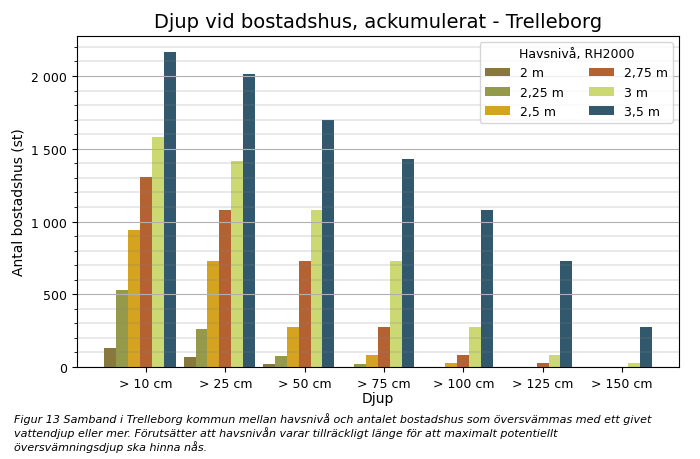 Djup vid bostadshus, ackumulerat - Trelleborg
Havsnivå, RH2000
2 m
2,25 m
2,5 m
2,75 m
3 m
3,5 m
Antal bostadshus (st)
2 000
1 500
1 000
500
0
> 10 cm
> 25 cm
> 50 cm
> 75 cm
> 100 cm
> 125 cm
> 150 cm
Djup
Figur 13 Samband i Trelleborg kommun mellan havsnivå och antalet bostadshus som översvämmas med ett givet
vattendjup eller mer. Förutsätter att havsnivån varar tillräckligt länge för att maximalt potentiellt
översvämningsdjup ska hinna nås.